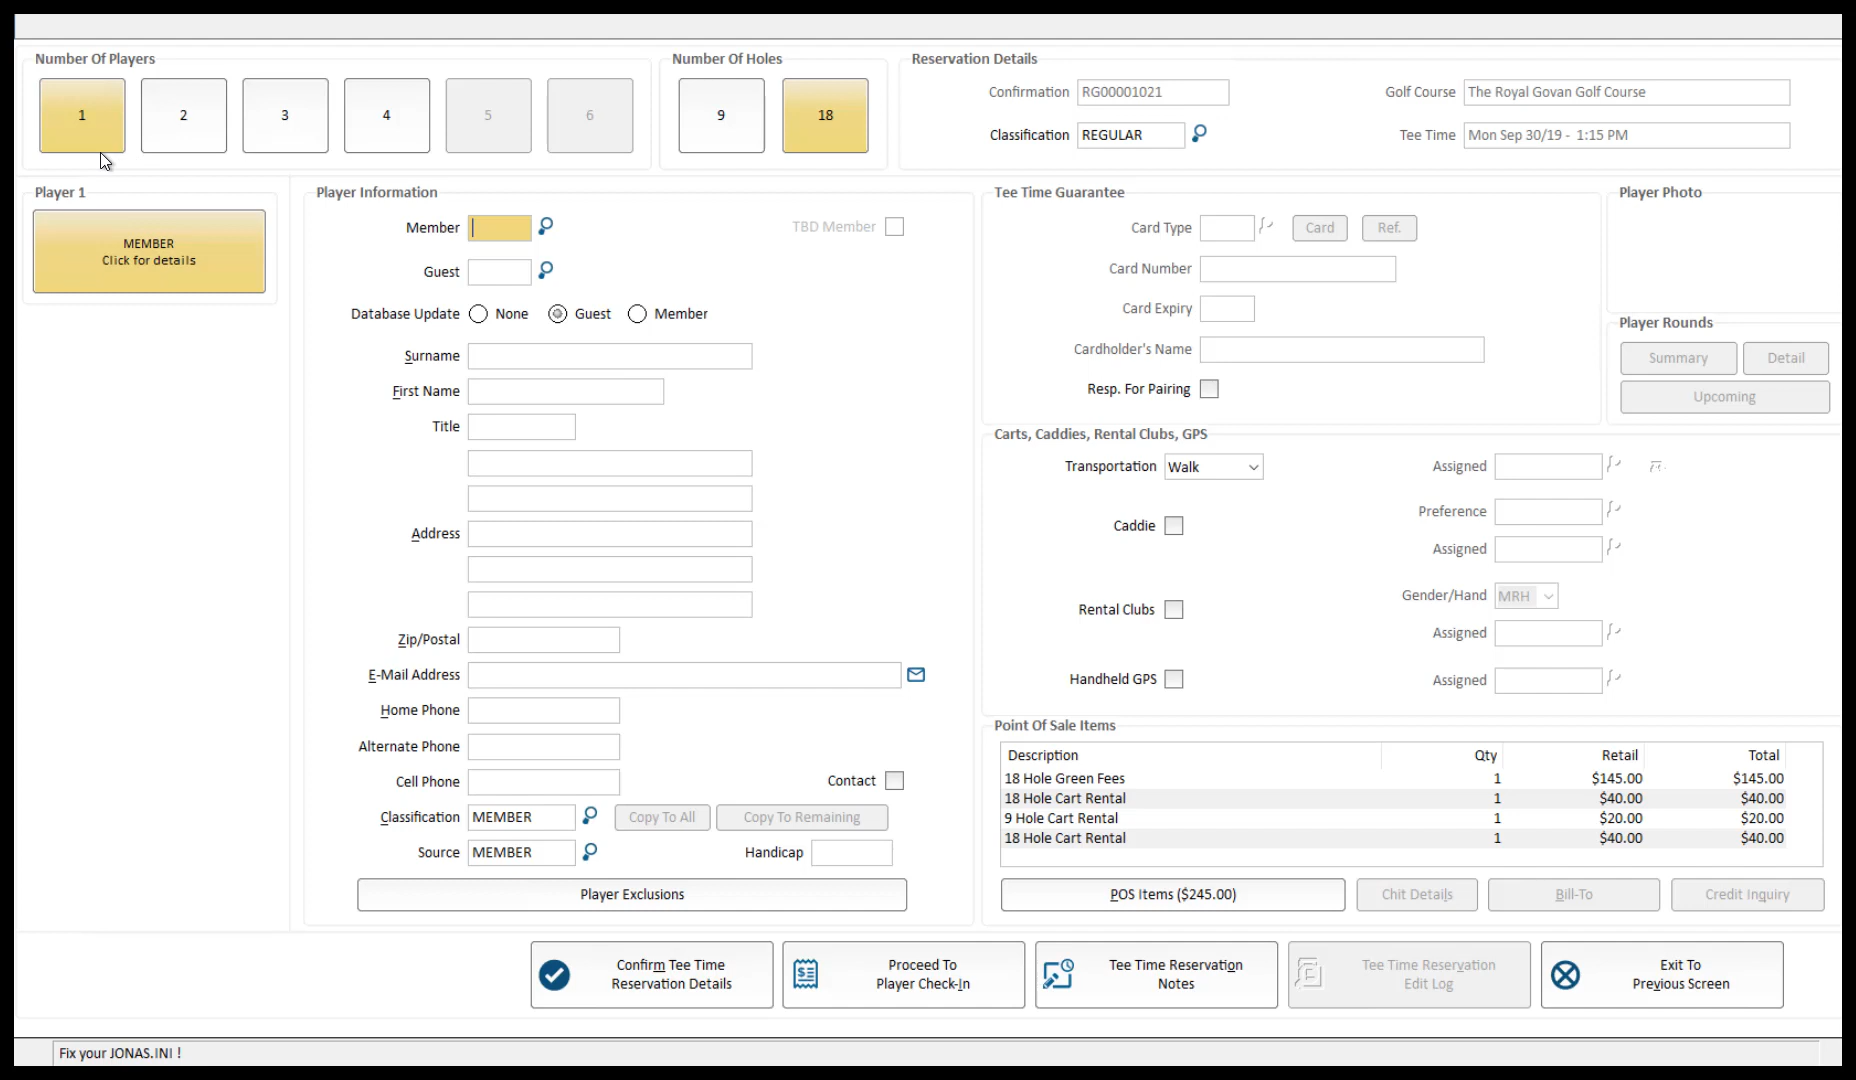 Number Of Players
1
2
3
4
5
6
Number Of Holes
9
18
Reservation Details
Confirmation RG00001021
Golf Course The Royal Govan Golf Course
Classification REGULAR
Tee Time Mon Sep 30/19 - 1:15 PM
Player 1
MEMBER
Click for details
Player Information
Member
TBD Member
Guest
Database Update None Guest Member
Surname
First Name
Title
Address
Zip/Postal
E-Mail Address
Home Phone
Alternate Phone
Cell Phone
Contact
Classification MEMBER
Copy To All
Copy To Remaining
Source MEMBER
Handicap
Player Exclusions
Tee Time Guarantee
Card Type
Card
Ref.
Card Number
Card Expiry
Cardholder's Name
Resp. For Pairing
Player Photo
Player Rounds
Summary
Detail
Upcoming
Carts, Caddies, Rental Clubs, GPS
Transportation Walk
Assigned
Preference
Caddie
Assigned
Gender/Hand MRH
Rental Clubs
Assigned
Handheld GPS
Assigned
Point Of Sale Items
Description Qty Retail Total
18 Hole Green Fees 1 $145.00 $145.00
18 Hole Cart Rental 1 $40.00 $40.00
9 Hole Cart Rental 1 $20.00 $20.00
18 Hole Cart Rental 1 $40.00 $40.00
POS Items ($245.00)
Chit Details
Bill-To
Credit Inquiry
Confirm Tee Time
Reservation Details
Proceed To
Player Check-In
Tee Time Reservation
Notes
Tee Time Reservation
Edit Log
Exit To
Previous Screen
Fix your JONAS.INI !